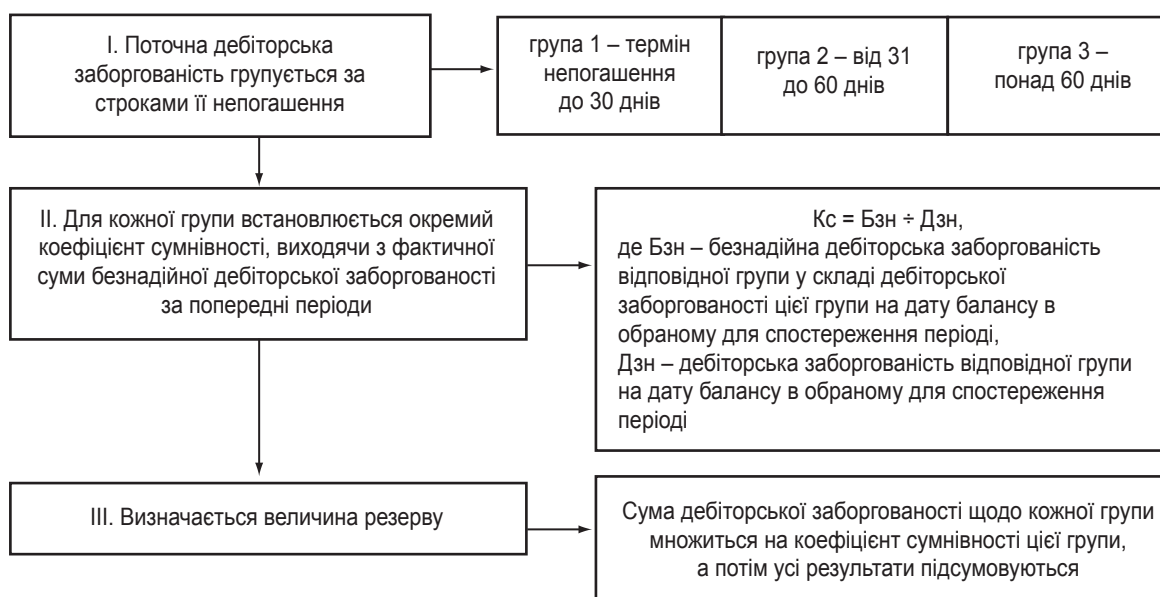 І. Поточна дебіторська
заборгованість групується за
строками її непогашення
група 1 – термін
непогашення
до 30 днів
група 2 – від 31
до 60 днів
група 3 –
понад 60 днів
ІІ. Для кожної групи встановлюється окремий
коефіцієнт сумнівності, виходячи з фактичної
суми безнадійної дебіторської заборгованості
за попередні періоди
Кс = Бзн ÷ Дзн,
де Бзн – безнадійна дебіторська заборгованість
відповідної групи у складі дебіторської
заборгованості цієї групи на дату балансу в
обраному для спостереження періоді,
Дзн – дебіторська заборгованість відповідної групи
на дату балансу в обраному для спостереження
періоді
ІІІ. Визначається величина резерву
Сума дебіторської заборгованості щодо кожної групи
множиться на коефіцієнт сумнівності цієї групи,
а потім усі результати підсумовуються